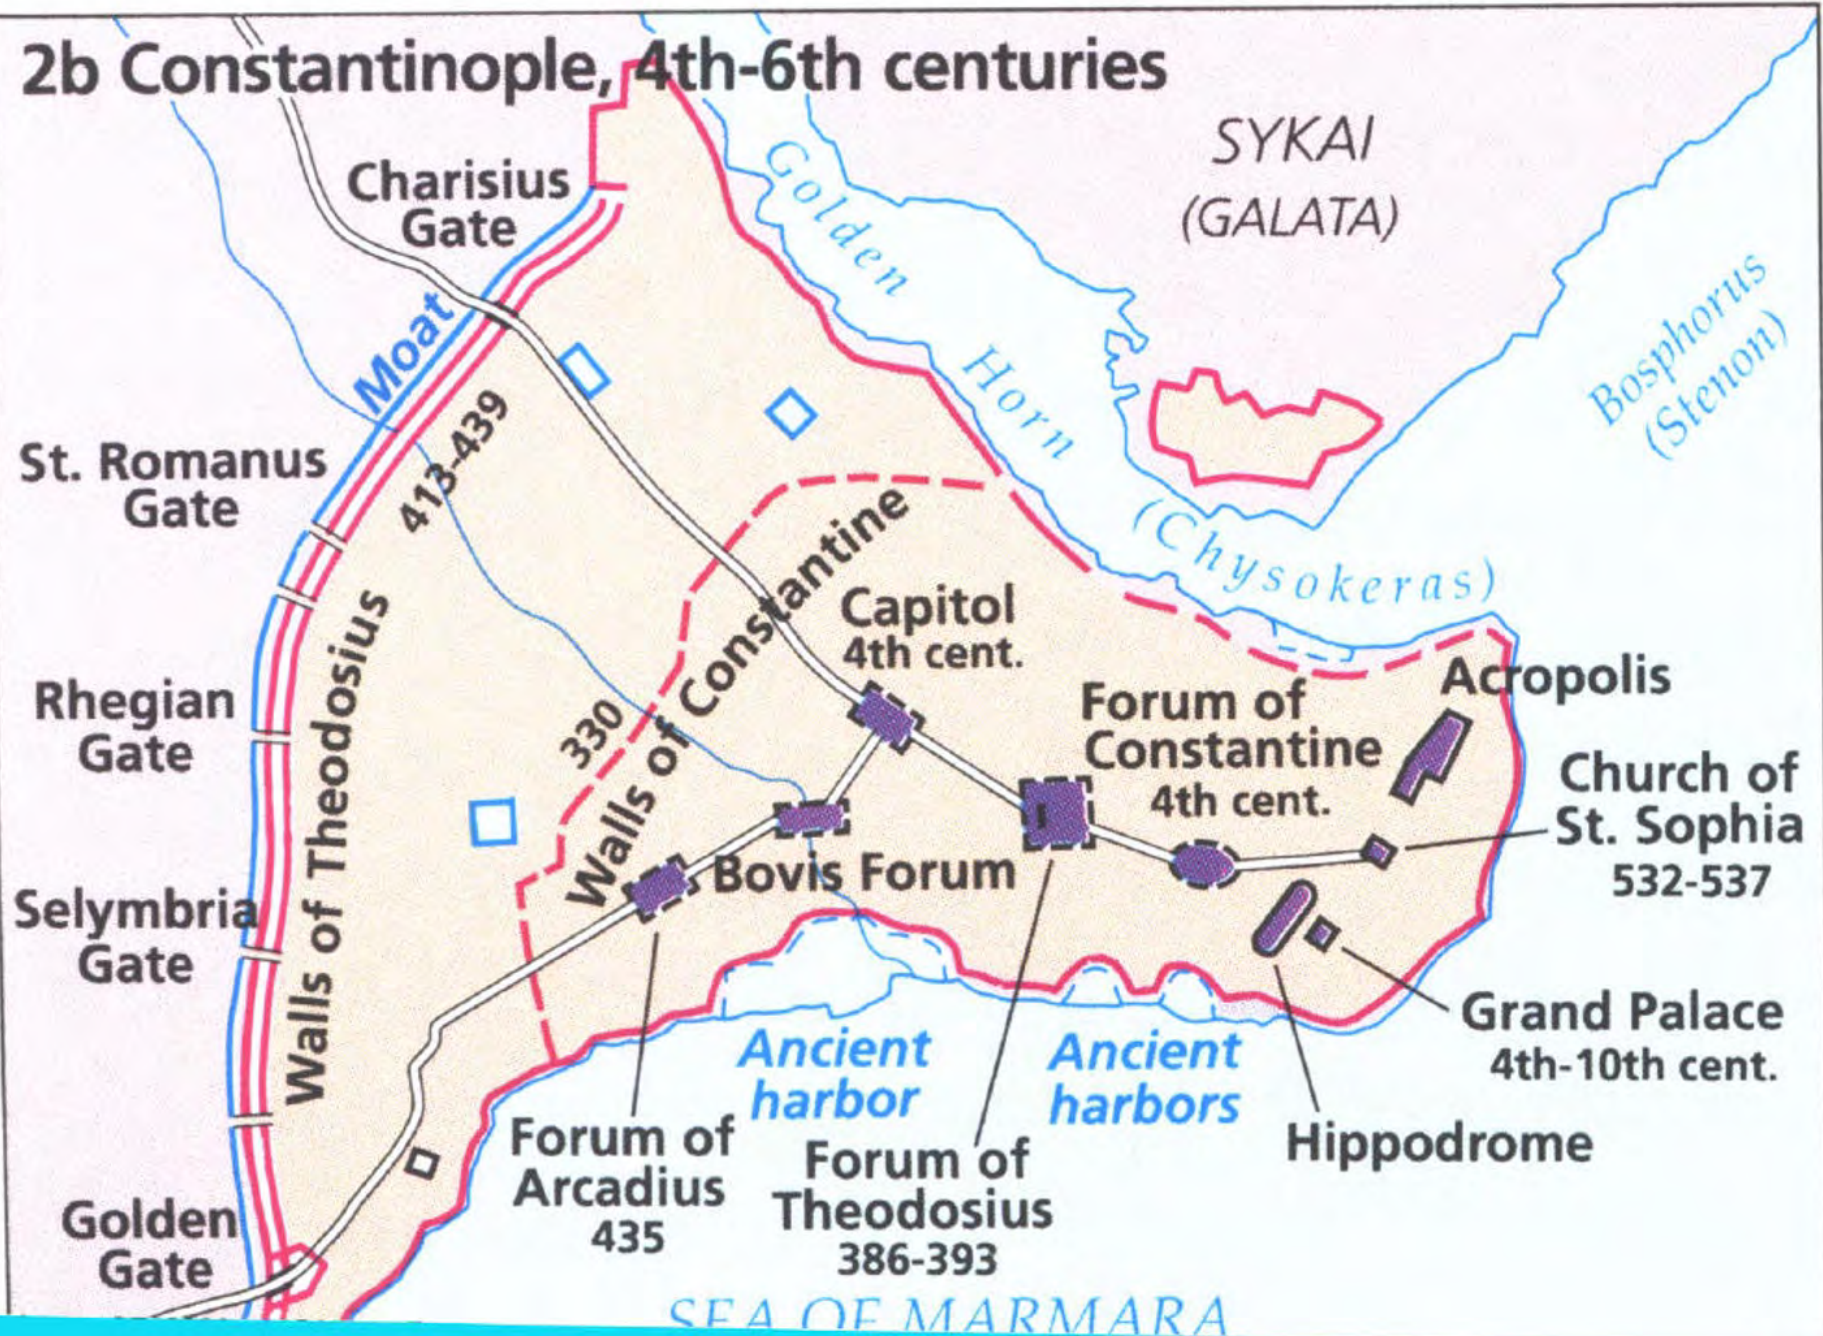 2b Constantinople, 4th-6th centuries
SYKAI
(GALATA)
Golden
Horn
(Chysokeras)
Bosphorus
(Stenon)
Charisius
Gate
Moat
413-439
St. Romanus
Gate
Walls of Theodosius
Rhegian
Gate
Selymbria
Gate
Golden
Gate
330
Walls of Constantine
Capitol
4th cent.
Forum of
Constantine
4th cent.
Acropolis
Church of
St. Sophia
532-537
Bovis Forum
Grand Palace
4th-10th cent.
Hippodrome
Ancient
harbor
Ancient
harbors
Forum of
Arcadius
435
Forum of
Theodosius
386-393
SEA OF MARMARA